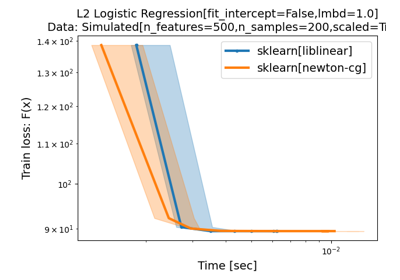 L2 Logistic Regression[fit_intercept=False,lmbd=1.0]
Data: Simulated[n_features=500,n_samples=200,scaled=Tr
sklearn[liblinear]
sklearn[newton-cg]
Train loss: F(x)
1.4 × 10²
1.3 × 10²
1.2 × 10²
1.1 × 10²
10²
9 × 10¹
10⁻²
Time [sec]